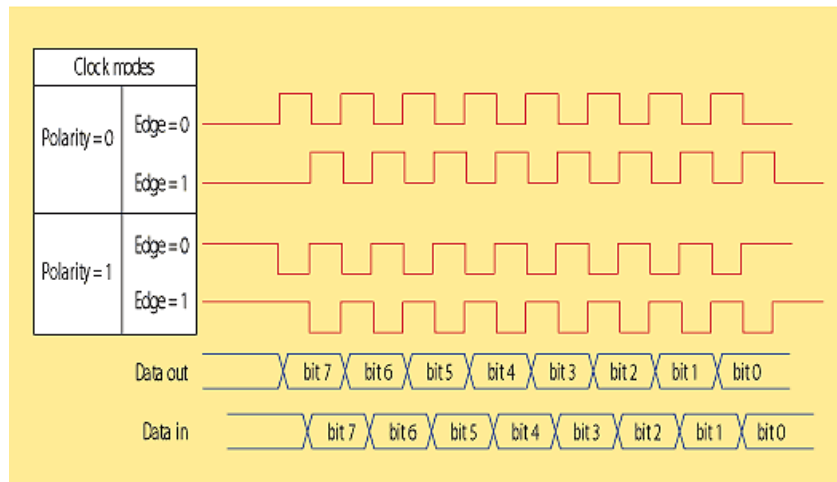 Clock modes
Polarity = 0
Edge = 0
Edge = 1
Polarity = 1
Edge = 0
Edge = 1
Data out bit 7 bit 6 bit 5 bit 4 bit 3 bit 2 bit 1 bit 0
Data in bit 7 bit 6 bit 5 bit 4 bit 3 bit 2 bit 1 bit 0